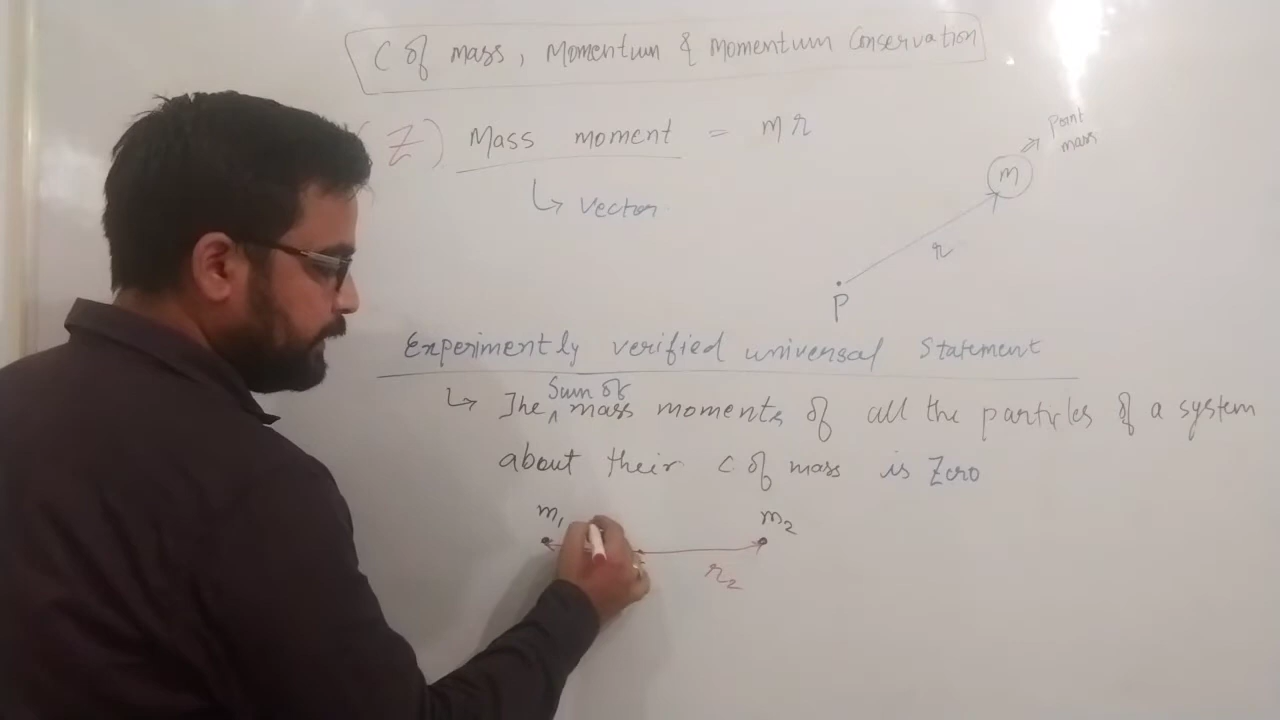 C of mass, Momentum & Momentum Conservation
(Z) Mass moment = mr
↳ vector
Point
mass
m
r
P
Experimently verified universal Statement
↳ The ^ Sum of mass moments of all the particles of a system
about their C of mass is Zero
m₁ m₂
r₂